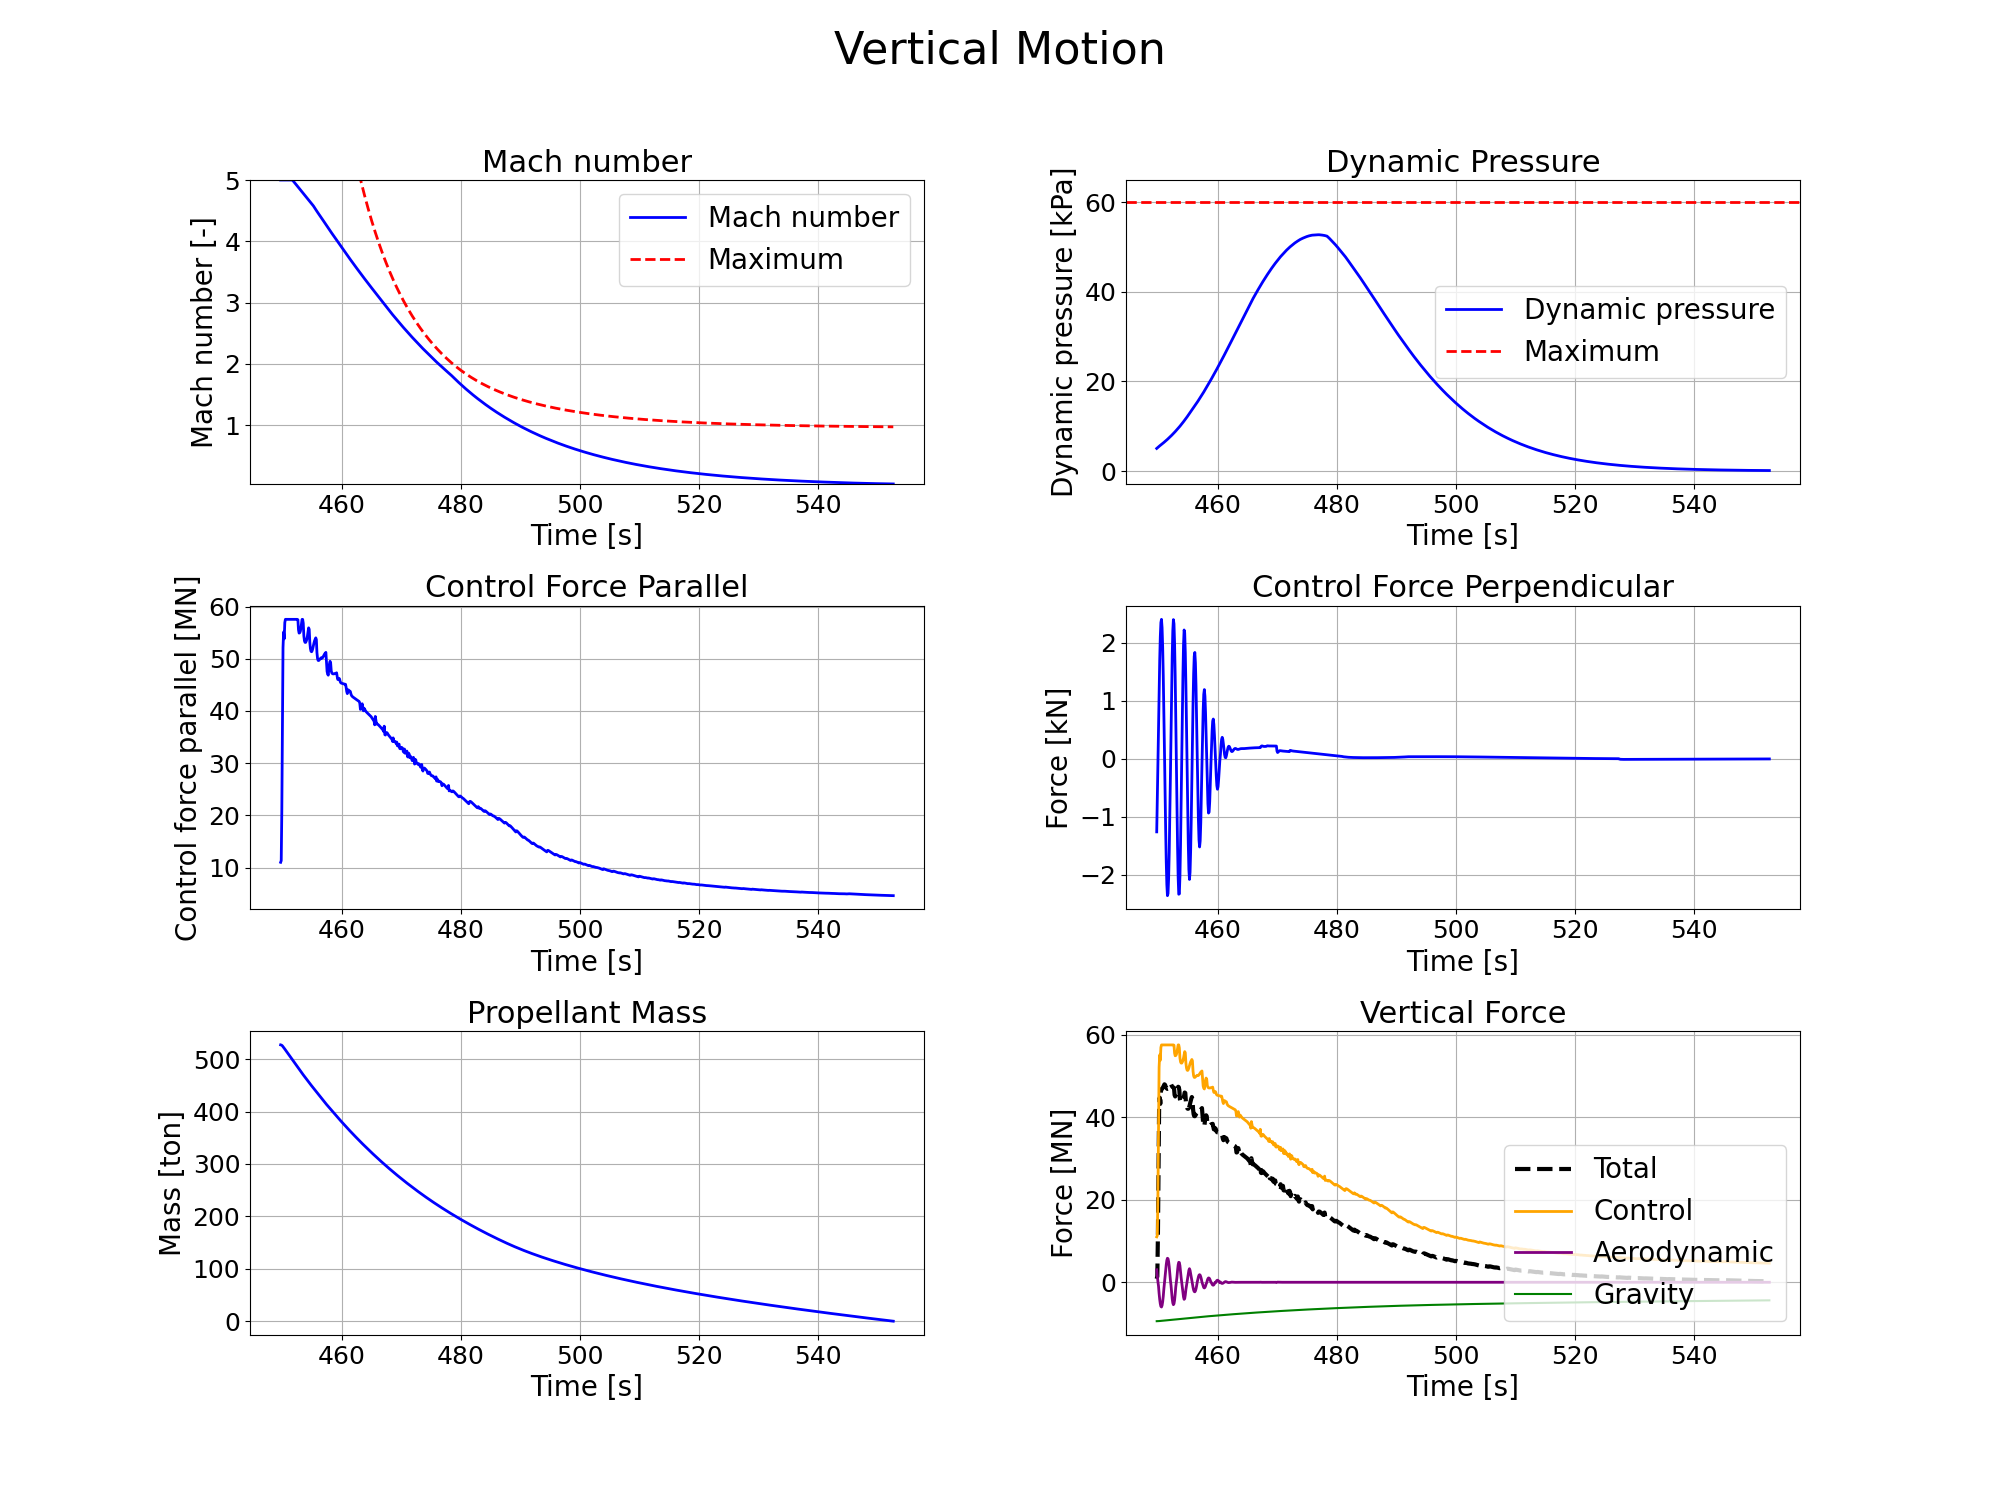 Vertical Motion
Mach number
Mach number [-]
5
4
3
2
1
Mach number
Maximum
460 480 500 520 540
Time [s]
Dynamic Pressure
Dynamic pressure [kPa]
60
40
20
0
Dynamic pressure
Maximum
460 480 500 520 540
Time [s]
Control Force Parallel
Control force parallel [MN]
60
50
40
30
20
10
460 480 500 520 540
Time [s]
Control Force Perpendicular
Force [kN]
2
1
0
−1
−2
460 480 500 520 540
Time [s]
Propellant Mass
Mass [ton]
500
400
300
200
100
0
460 480 500 520 540
Time [s]
Vertical Force
Force [MN]
60
40
20
0
Total
Control
Aerodynamic
Gravity
460 480 500 520 540
Time [s]